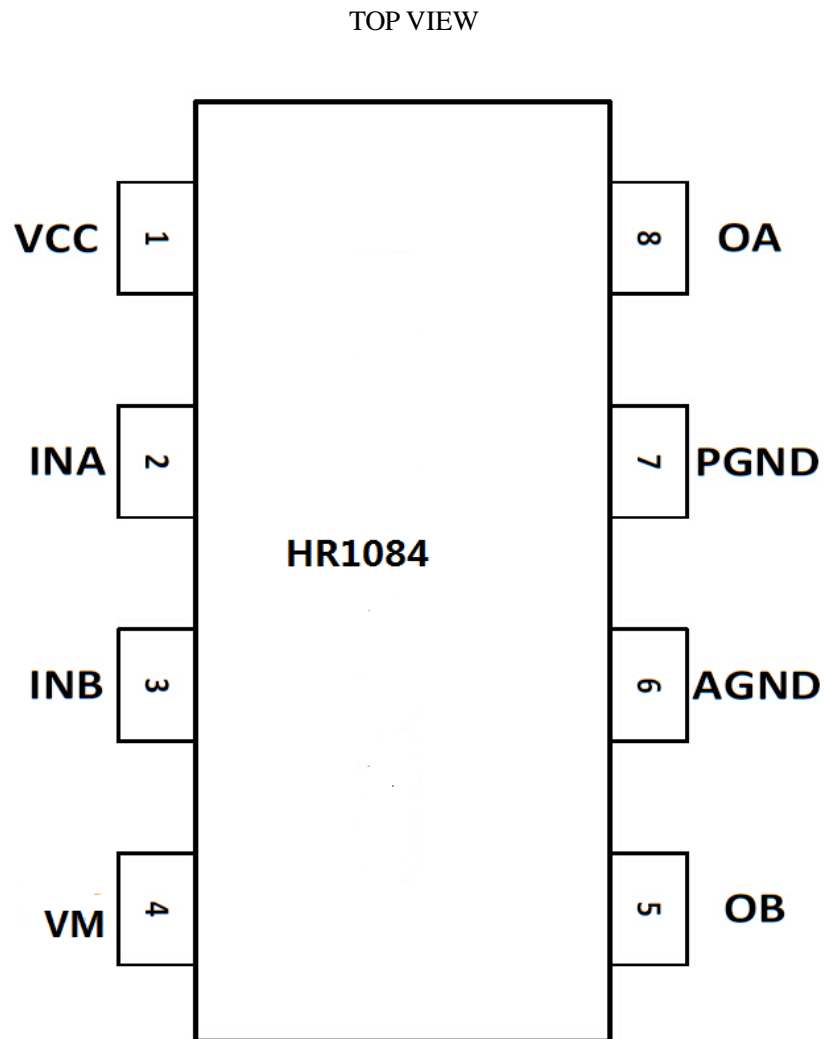 TOP VIEW
VCC 1 8 OA
INA 2 7 PGND
HR1084
INB 3 6 AGND
VM 4 5 OB